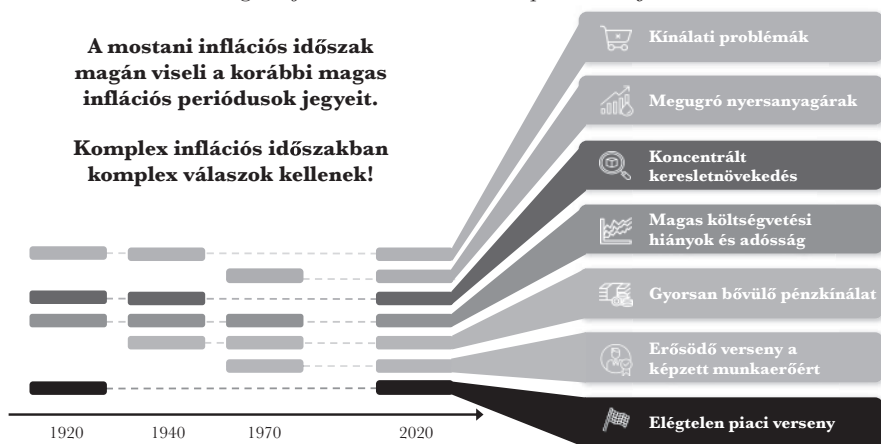 A mostani inflációs időszak
magán viseli a korábbi magas
inflációs periódusok jegyeit.
Komplex inflációs időszakban
komplex válaszok kellenek!
Kínálati problémák
Megugró nyersanyagárak
Koncentrált
keresletnövekedés
Magas költségvetési
hiányok és adósság
Gyorsan bővülő pénzkínálat
Erősödő verseny a
képzett munkaerőért
Elégtelen piaci verseny
1920
1940
1970
2020